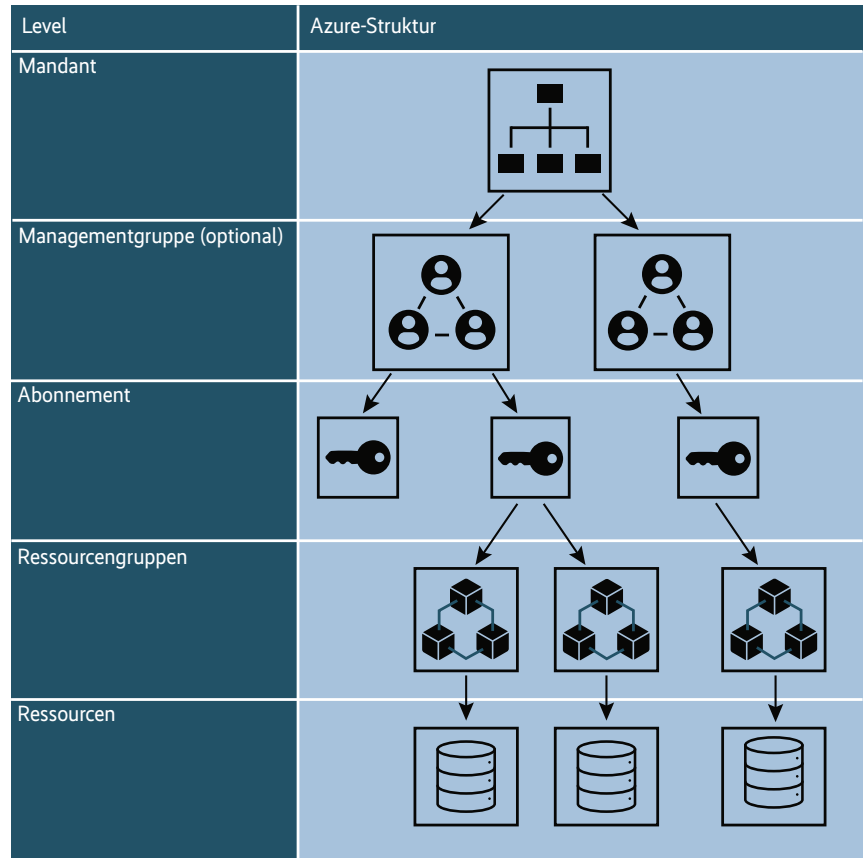 Level
Azure-Struktur
Mandant
Managementgruppe (optional)
Abonnement
Ressourcengruppen
Ressourcen